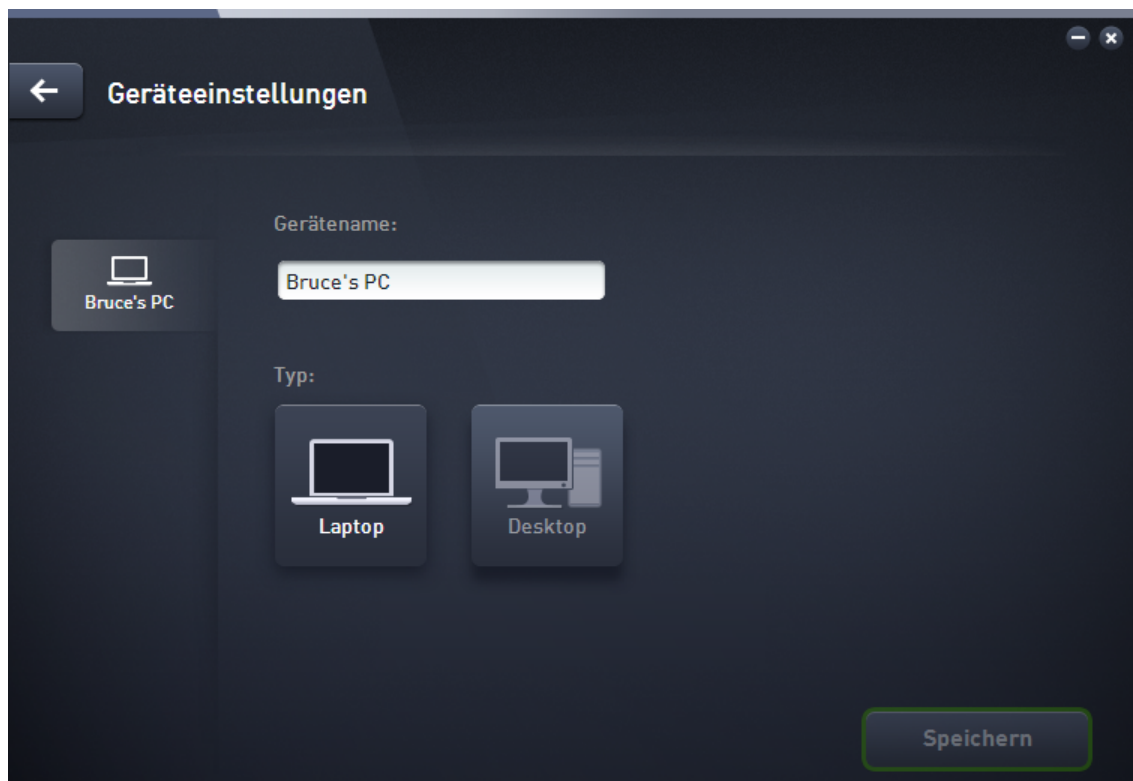 Geräteeinstellungen
Gerätename:
Bruce's PC
Bruce's PC
Typ:
Laptop
Desktop
Speichern